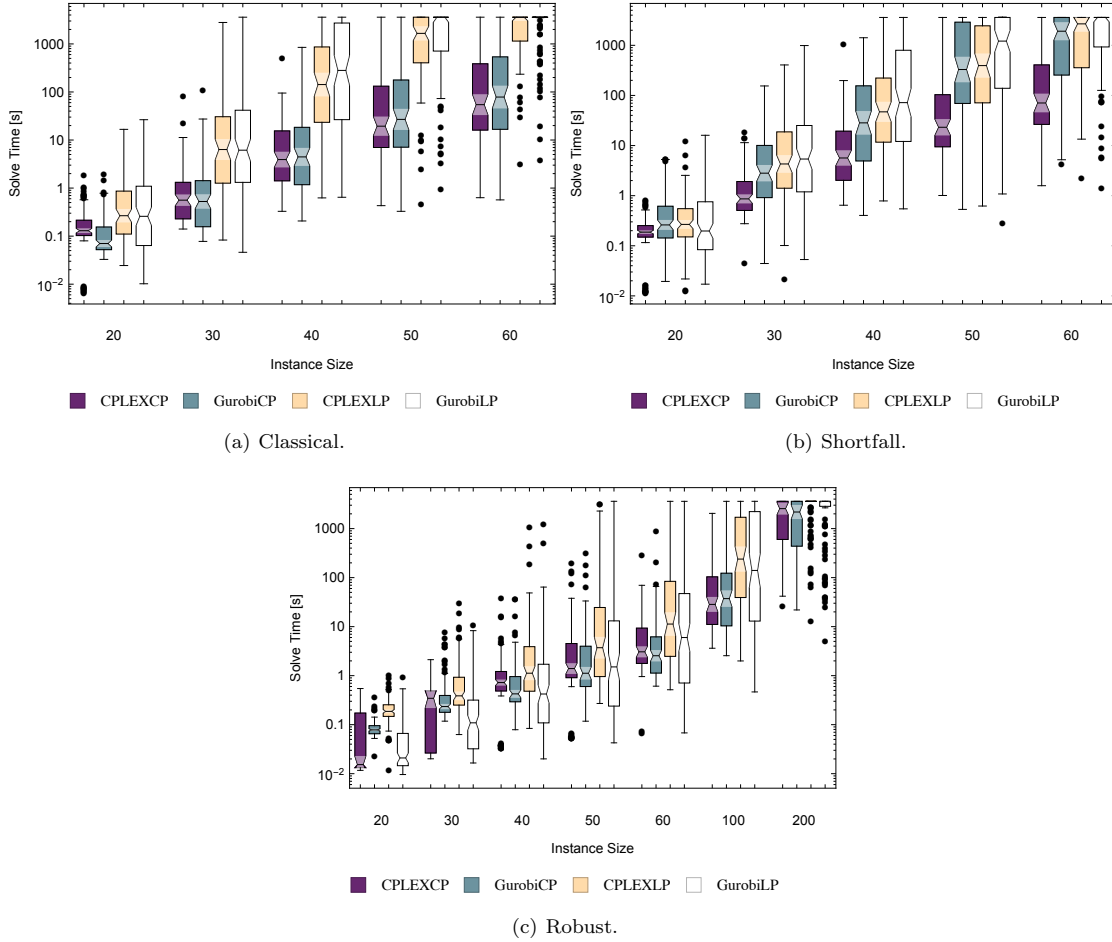 1000
100
10
1
0.1
10⁻²
Solve Time [s]
20 30 40 50 60
Instance Size
CPLEXCP GurobiCP CPLEXLP GurobiLP
(a) Classical.
1000
100
10
1
0.1
10⁻²
Solve Time [s]
20 30 40 50 60
Instance Size
CPLEXCP GurobiCP CPLEXLP GurobiLP
(b) Shortfall.
1000
100
10
1
0.1
10⁻²
Solve Time [s]
20 30 40 50 60 100 200
Instance Size
CPLEXCP GurobiCP CPLEXLP GurobiLP
(c) Robust.